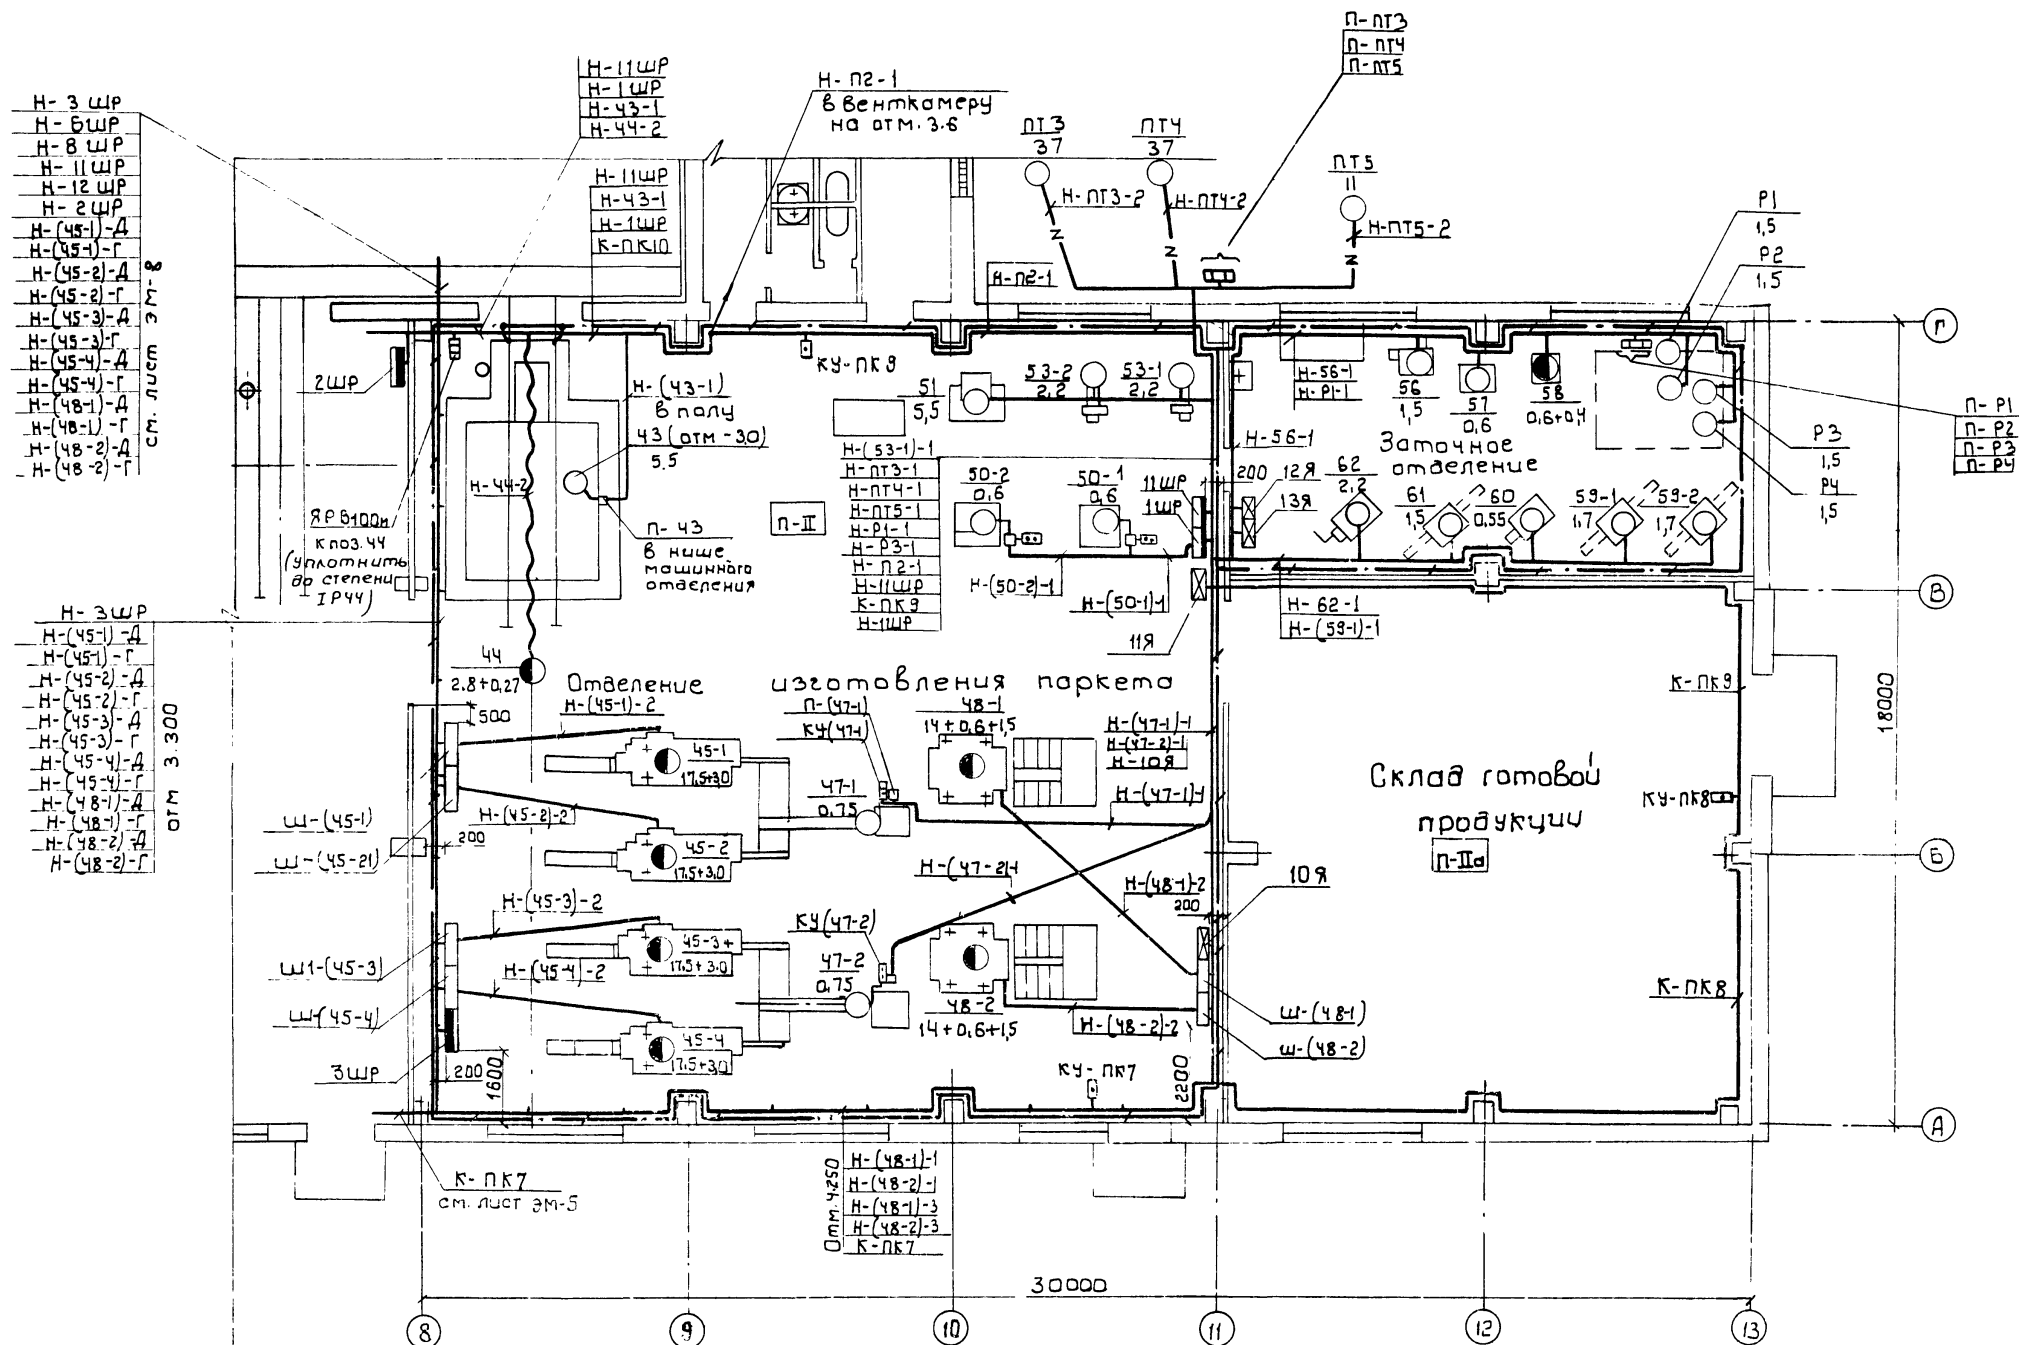 Н- 3 ШР
Н- 6ШР
Н- 8 ШР
Н- 11ШР
Н-12 ШР
Н- 2 ШР
Н-(45-1)-Д
Н-(45-1)-Г
Н-(45-2)-Д
Н-(45-2)-Г
Н-(45-3)-Д
Н-(45-3)-Г
Н-(45-4)-Д
Н-(45-4)-Г
Н-(48-1)-Д
Н-(48-1)-Г
Н-(48-2)-Д
Н-(48-2)-Г
см. лист ЭМ-8
Н-11ШР
Н-1ШР
Н-43-1
Н-44-2
Н-11ШР
Н-43-1
Н-1ШР
К-ПК10
Н-П2-1
в венткамеру
на отм. 3.6
ПТ3
37
ПТ4
37
ПТ5
11
П-ПТ3
П-ПТ4
П-ПТ5
Н-ПТ3-2
Н-ПТ4-2
Н-ПТ5-2
Н-П2-1
Р1
1,5
Р2
1,5
Р3
1,5
Р4
1,5
П-Р1
П-Р2
П-Р3
П-Р4
2ШР
ЯРВ100м
к поз. 44
(уплотнить
до степени
IР44)
Н-44-2
Н-(43-1)
в полу
43 (отм -3,0)
5,5
П-43
в нише
машинного
отделения
КУ-ПК9
П-II
51
5,5
53-2
2,2
53-1
2,2
Н-(53-1)-1
Н-ПТ3-1
Н-ПТ4-1
Н-ПТ5-1
Н-Р1-1
Н-Р3-1
Н-П2-1
Н-11ШР
К-ПК9
Н-1ШР
50-2
0,6
50-1
0,6
Н-(50-2)-1
Н-(50-1)-1
11ШР
1ШР
11Я
200
12Я
13Я
Н-56-1
Н-56-1
Н-Р1-1
56
1,5
57
0,6
58
0,6+0,4
Заточное
отделение
62
2,2
61
1,5
60
0,55
59-1
1,7
59-2
1,7
Н-62-1
Н-(59-1)-1
Н-3ШР
Н-(45-1)-Д
Н-(45-1)-Г
Н-(45-2)-Д
Н-(45-2)-Г
Н-(45-3)-Д
Н-(45-3)-Г
Н-(45-4)-Д
Н-(45-4)-Г
Н-(48-1)-Д
Н-(48-1)-Г
Н-(48-2)-Д
Н-(48-2)-Г
отм 3.300
44
2.8+0,27
500
Отделение изготовления паркета
Н-(45-1)-2
45-1
17.5+3.0
Н-(45-2)-2
45-2
17.5+3.0
Ш-(45-1)
Ш-(45-2)
200
Н-(45-3)-2
45-3
17.5+3.0
Н-(45-4)-2
45-4
17.5+3.0
Ш1-(45-3)
Ш-(45-4)
3ШР
200
1600
П-(47-1)
КУ(47-1)
47-1
0,75
КУ(47-2)
47-2
0,75
48-1
14+0,6+1,5
48-2
14+0,6+1,5
Н-(47-1)-1
Н-(47-2)-1
Н-10Я
Н-(47-1)-1
Н-(47-2)-1
Н-(48-1)-2
200
Н-(48-2)-2
КУ-ПК7
2200
10Я
Ш-(48-1)
Ш-(48-2)
Склад готовой
продукции
П-IIа
К-ПК9
КУ-ПК8
К-ПК8
18000
Г
В
Б
А
К-ПК7
см. лист ЭМ-5
Отм. 4.250
Н-(48-1)-1
Н-(48-2)-1
Н-(48-1)-3
Н-(48-2)-3
К-ПК7
30000
8
9
10
11
12
13